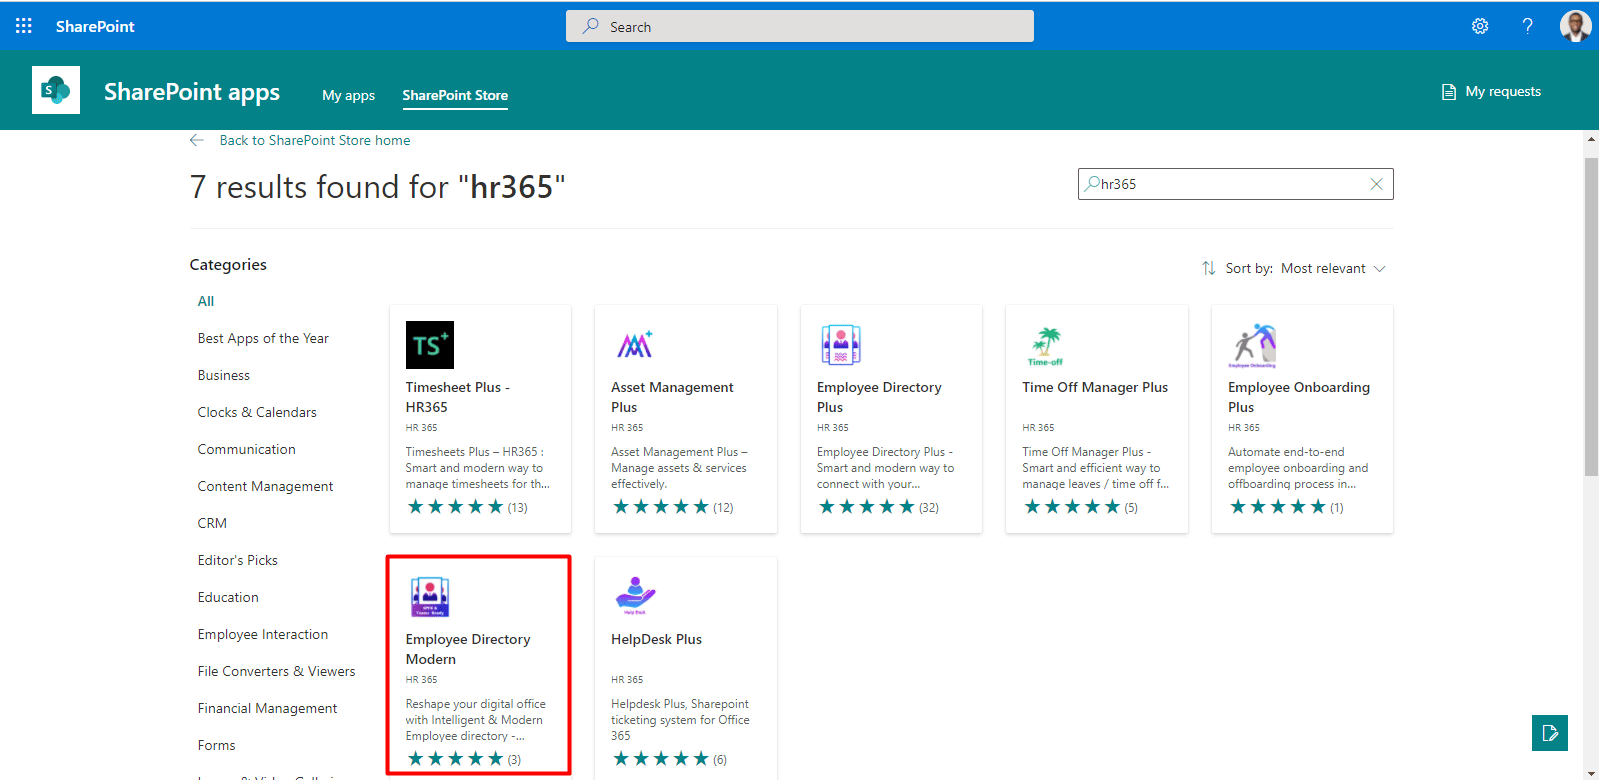 SharePoint
Search
?
S
SharePoint apps
My apps
SharePoint Store
My requests
Back to SharePoint Store home
7 results found for "hr365"
hr365
Categories
Sort by: Most relevant
All
Best Apps of the Year
Business
Clocks & Calendars
Communication
Content Management
CRM
Editor's Picks
Education
Employee Interaction
File Converters & Viewers
Financial Management
Forms
TS+
Timesheet Plus -
HR365
HR 365
Timesheets Plus – HR365 :
Smart and modern way to
manage timesheets for th...
(13)
Asset Management
Plus
HR 365
Asset Management Plus –
Manage assets & services
effectively.
(12)
Employee Directory
Plus
HR 365
Employee Directory Plus -
Smart and modern way to
connect with your...
(32)
Time-off
Time Off Manager Plus
HR 365
Time Off Manager Plus -
Smart and efficient way to
manage leaves / time off f...
(5)
Employee Onboarding
Employee Onboarding
Plus
HR 365
Automate end-to-end
employee onboarding and
offboarding process in...
(1)
Teams Ready
Employee Directory
Modern
HR 365
Reshape your digital office
with Intelligent & Modern
Employee directory -...
(3)
Help Desk
HelpDesk Plus
HR 365
Helpdesk Plus, Sharepoint
ticketing system for Office
365
(6)